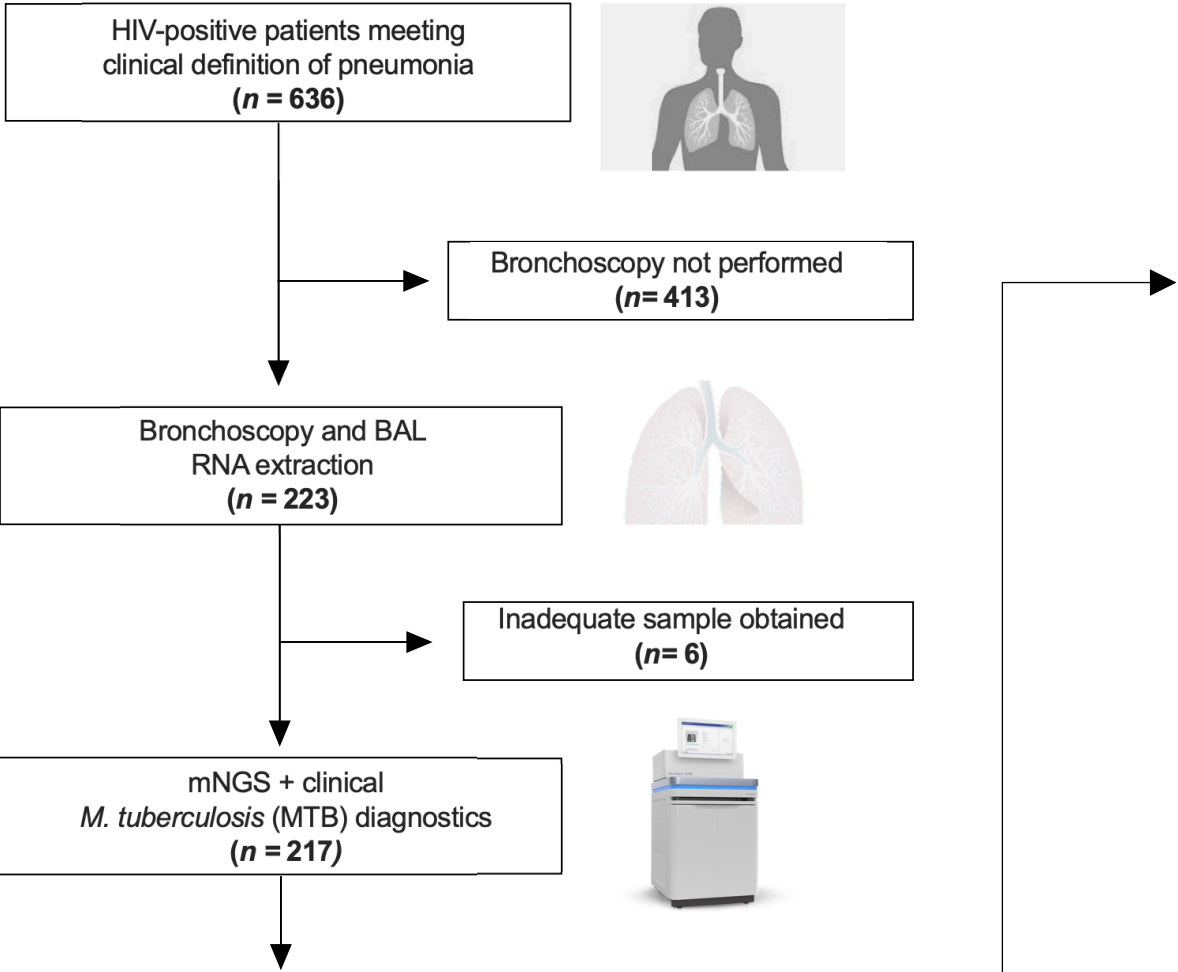 HIV-positive patients meeting
clinical definition of pneumonia
(n = 636)
Bronchoscopy not performed
(n= 413)
Bronchoscopy and BAL
RNA extraction
(n = 223)
Inadequate sample obtained
(n= 6)
mNGS + clinical
M. tuberculosis (MTB) diagnostics
(n = 217)